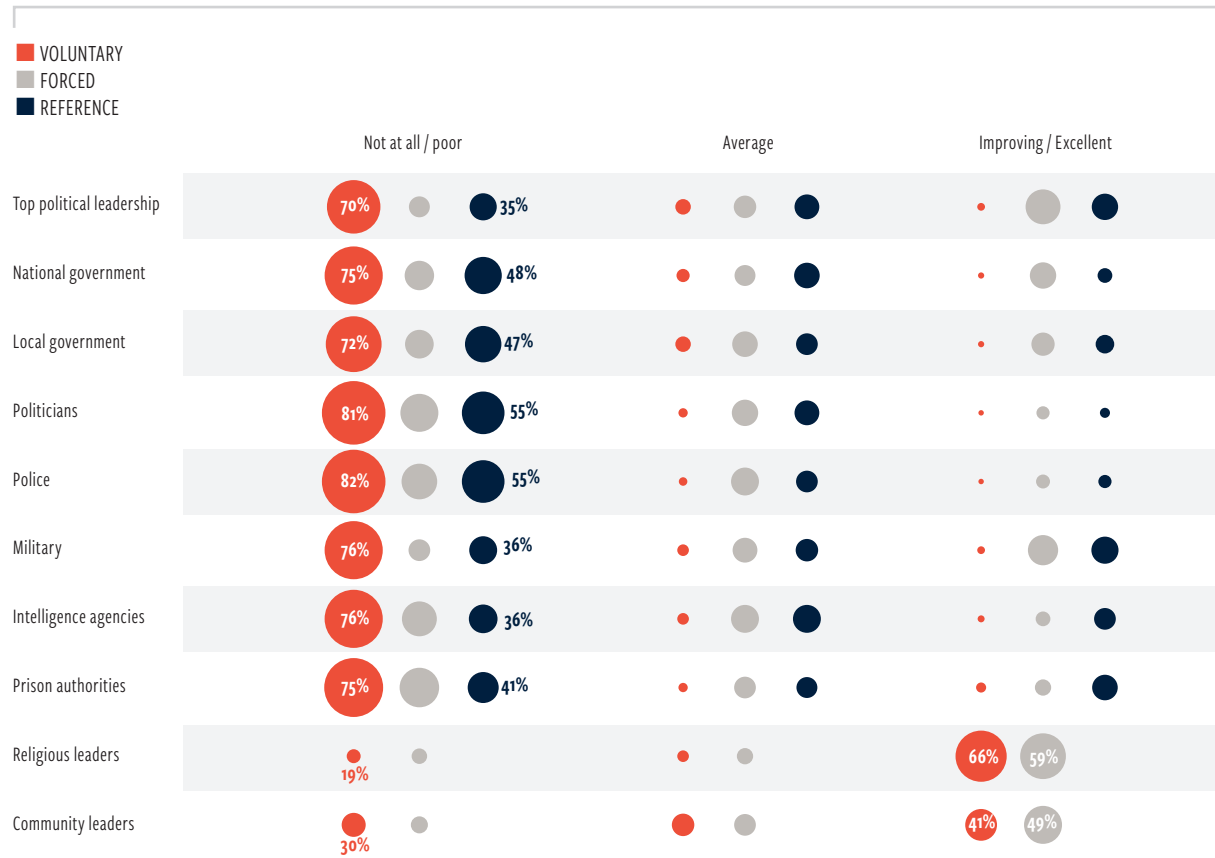 VOLUNTARY
FORCED
REFERENCE
Not at all / poor Average Improving / Excellent
Top political leadership 70% 35%
National government 75% 48%
Local government 72% 47%
Politicians 81% 55%
Police 82% 55%
Military 76% 36%
Intelligence agencies 76% 36%
Prison authorities 75% 41%
Religious leaders 19% 66% 59%
Community leaders 30% 41% 49%